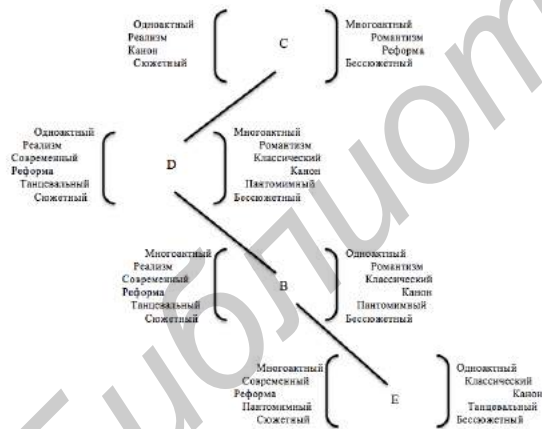 Одноактный
Реализм
Канон
Сюжетный
C
Многоактный
Романтизм
Реформа
Бессюжетный
Одноактный
Реализм
Современный
Реформа
Танцевальный
Сюжетный
D
Многоактный
Романтизм
Классический
Канон
Пантомимный
Бессюжетный
Многоактный
Реализм
Современный
Реформа
Танцевальный
Сюжетный
B
Одноактный
Романтизм
Классический
Канон
Пантомимный
Бессюжетный
Многоактный
Современный
Реформа
Пантомимный
Сюжетный
E
Одноактный
Классический
Канон
Танцевальный
Бессюжетный